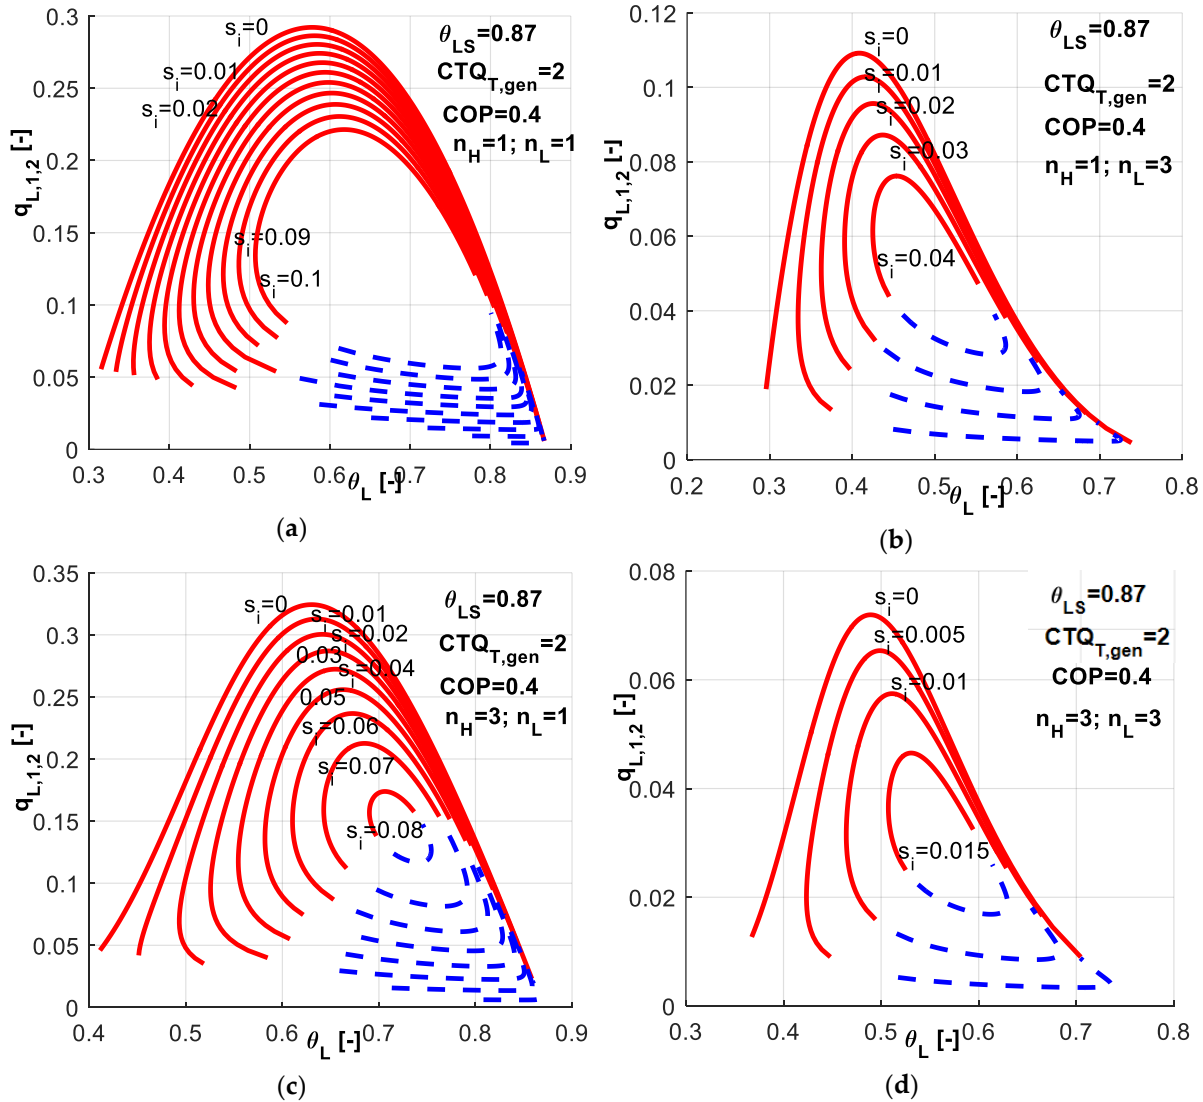 0.3
0.25
0.2
0.15
0.1
0.05
0
0.3 0.4 0.5 0.6 0.7 0.8 0.9
q_L,1,2 [-]
θ_L [-]
s_i=0
s_i=0.01
s_i=0.02
s_i=0.09
s_i=0.1
θ_LS=0.87
CTQ_T,gen=2
COP=0.4
n_H=1; n_L=1
(a)
0.12
0.1
0.08
0.06
0.04
0.02
0
0.2 0.3 0.4 0.5 0.6 0.7 0.8
q_L,1,2 [-]
θ_L [-]
s_i=0
s_i=0.01
s_i=0.02
s_i=0.03
s_i=0.04
θ_LS=0.87
CTQ_T,gen=2
COP=0.4
n_H=1; n_L=3
(b)
0.35
0.3
0.25
0.2
0.15
0.1
0.05
0
0.4 0.5 0.6 0.7 0.8 0.9
q_L,1,2 [-]
θ_L [-]
s_i=0
s_i=0.01
s_i=0.02
0.03
s_i=0.04
0.05
s_i=0.06
s_i=0.07
s_i=0.08
θ_LS=0.87
CTQ_T,gen=2
COP=0.4
n_H=3; n_L=1
(c)
0.08
0.06
0.04
0.02
0
0.3 0.4 0.5 0.6 0.7 0.8
q_L,1,2 [-]
θ_L [-]
s_i=0
s_i=0.005
s_i=0.01
s_i=0.015
θ_LS=0.87
CTQ_T,gen=2
COP=0.4
n_H=3; n_L=3
(d)